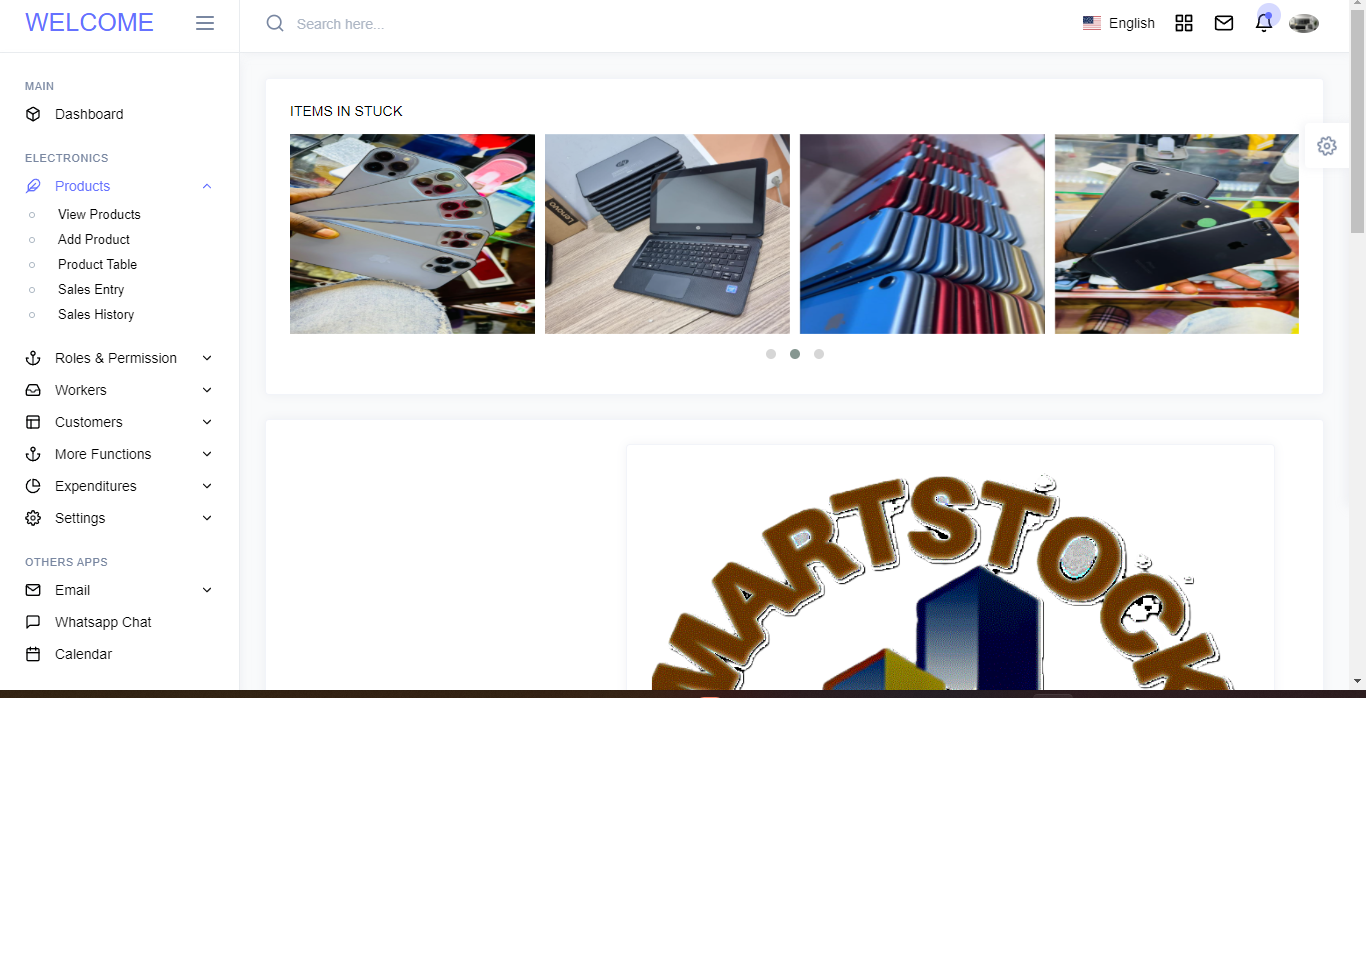 WELCOME
Search here...
English
MAIN
Dashboard
ELECTRONICS
Products
View Products
Add Product
Product Table
Sales Entry
Sales History
Roles & Permission
Workers
Customers
More Functions
Expenditures
Settings
OTHERS APPS
Email
Whatsapp Chat
Calendar
ITEMS IN STUCK
Lenovo
MARTSTOCK